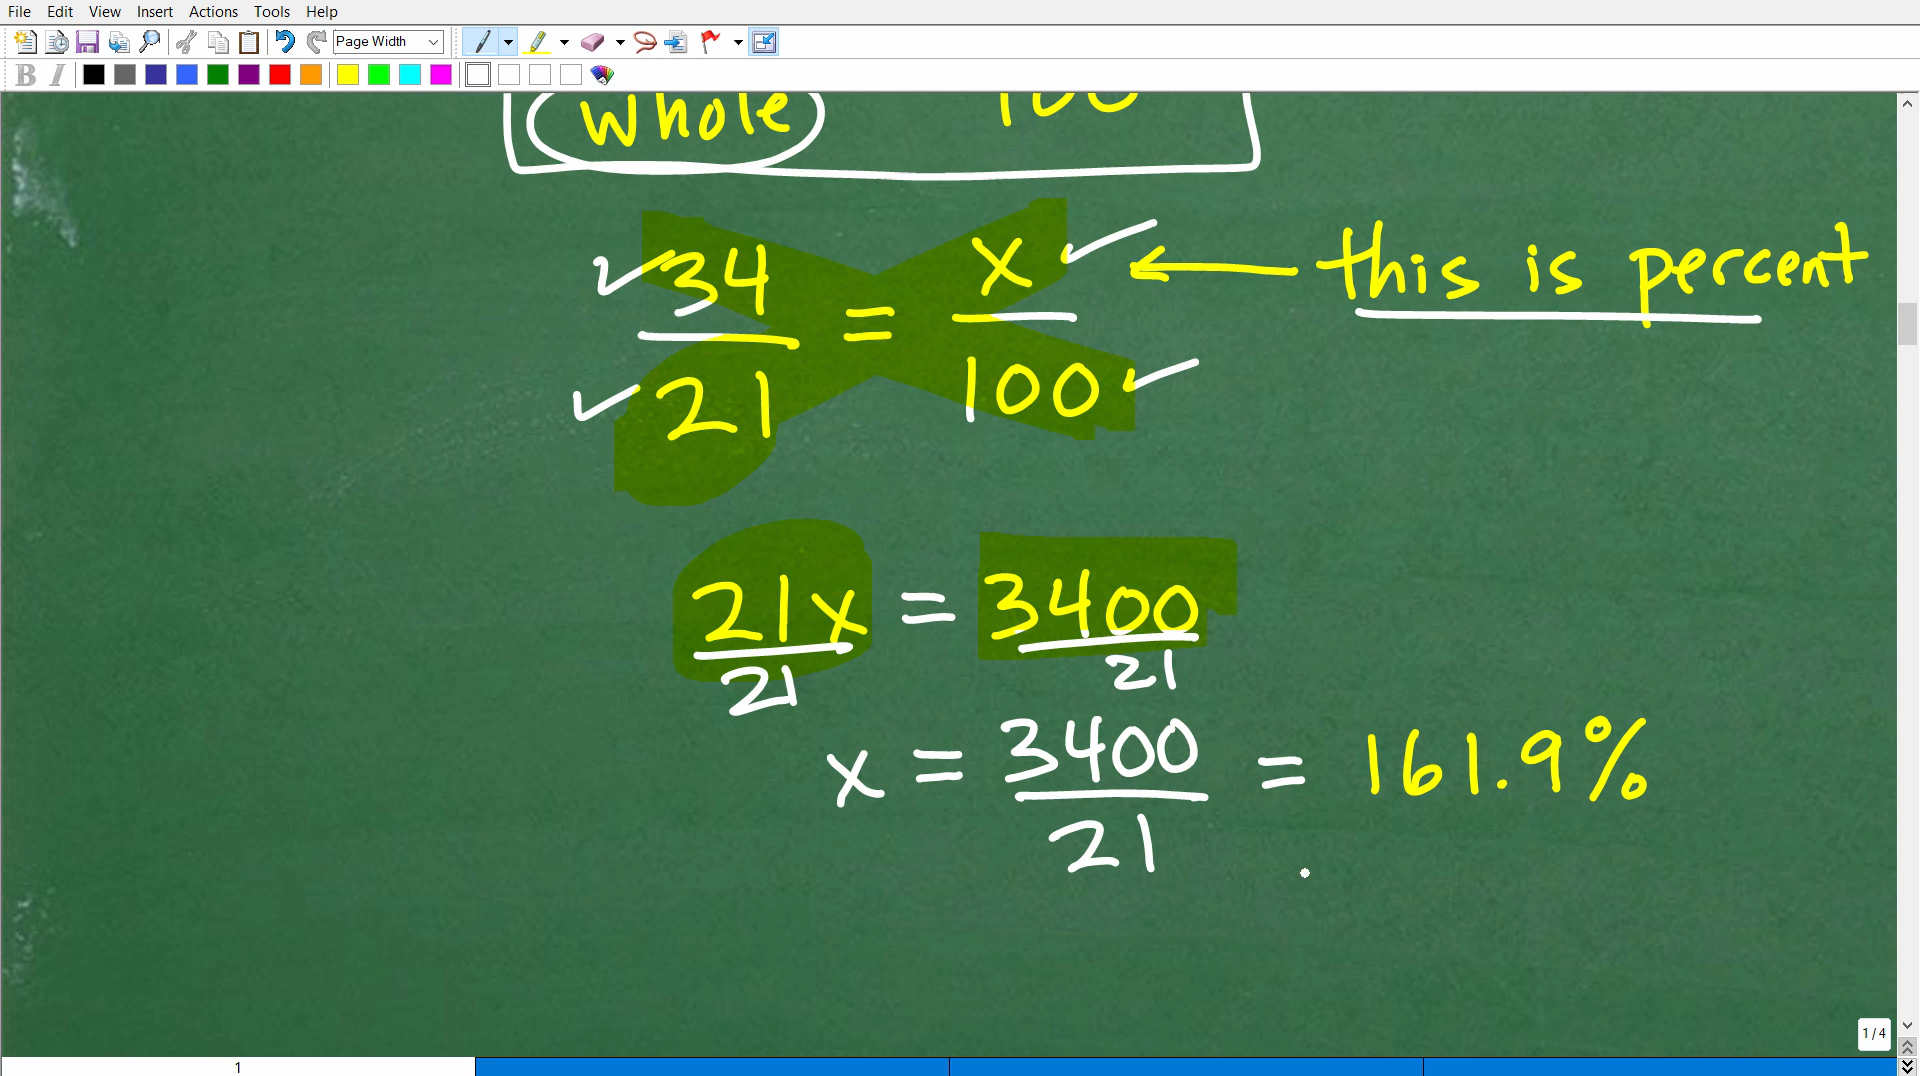 File Edit View Insert Actions Tools Help
Page Width
B I
whole 100
34 = x ← this is percent
21 100
21x = 3400
21 21
x = 3400 = 161.9%
21
1 / 4
1